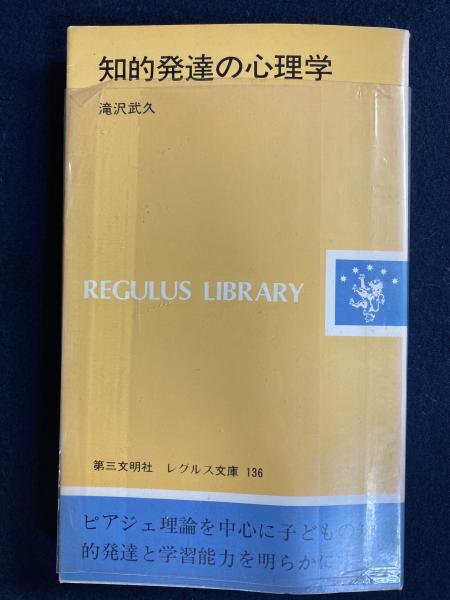 知的発達の心理学
滝沢武久
REGULUS LIBRARY
第三文明社 レグルス文庫 136
ピアジェ理論を中心に子どもの知
的発達と学習能力を明らかに